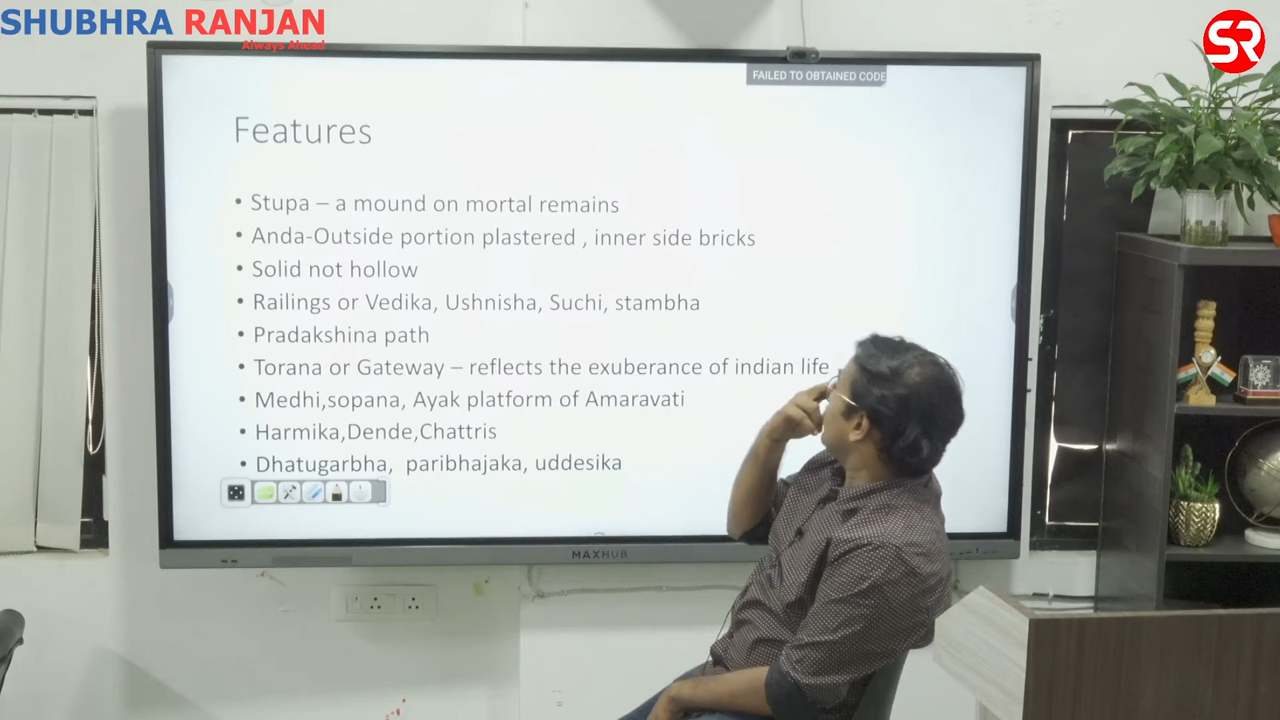 SHUBHRA RANJAN
Always Ahead
SR
FAILED TO OBTAINED CODE
Features
• Stupa – a mound on mortal remains
• Anda-Outside portion plastered , inner side bricks
• Solid not hollow
• Railings or Vedika, Ushnisha, Suchi, stambha
• Pradakshina path
• Torana or Gateway – reflects the exuberance of indian life
• Medhi,sopana, Ayak platform of Amaravati
• Harmika,Dende,Chattris
• Dhatugarbha, paribhajaka, uddesika
MAXHUB